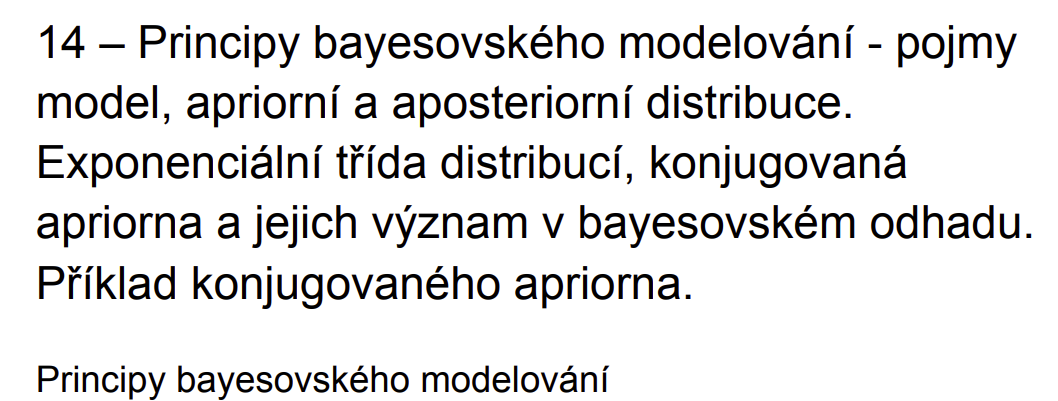 14 – Principy bayesovského modelování - pojmy
model, apriorní a aposteriorní distribuce.
Exponenciální třída distribucí, konjugovaná
apriorna a jejich význam v bayesovském odhadu.
Příklad konjugovaného apriorna.
Principy bayesovského modelování